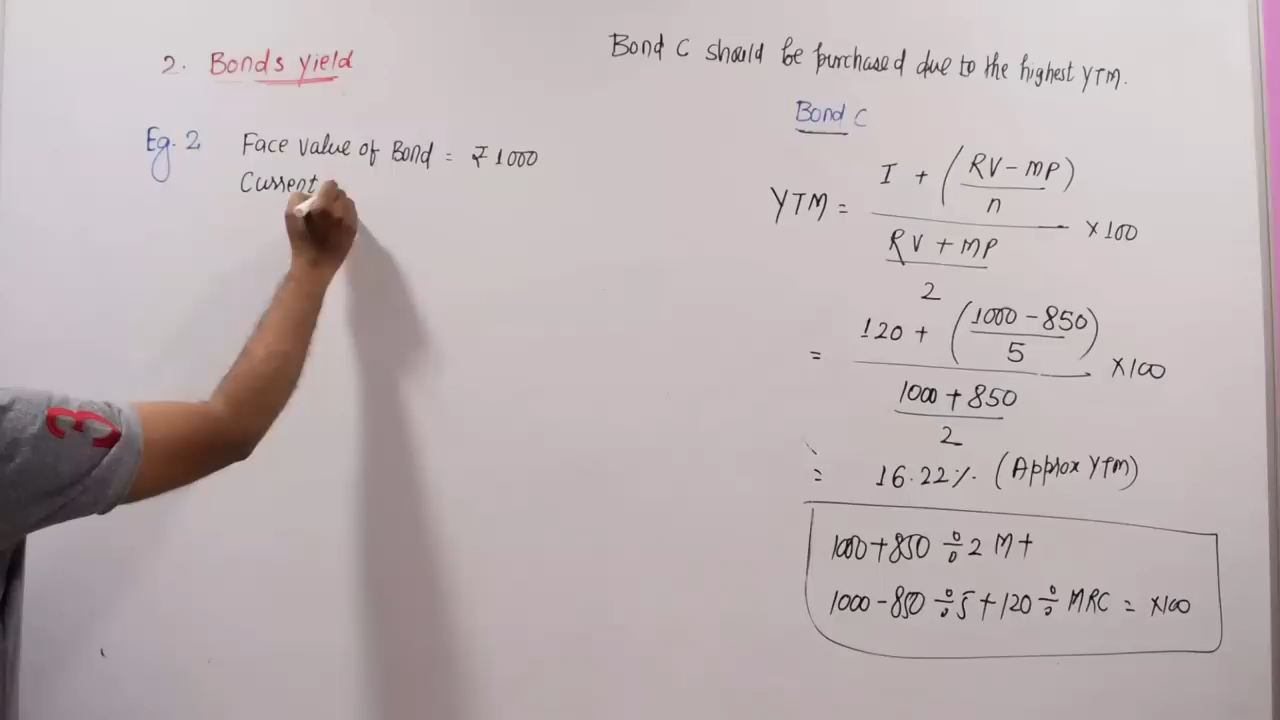 2. Bonds yield
Eg. 2 Face value of Bond = ₹ 1000
Current
Bond C should be purchased due to the highest YTM.
Bond C
YTM = I + (RV - MP / n) / RV + MP / 2 × 100
= 120 + (1000 - 850 / 5) / 1000 + 850 / 2 × 100
= 16.22% (Approx YTM)
1000 + 850 ÷ 2 M+
1000 - 850 ÷ 5 + 120 ÷ MRC = ×100